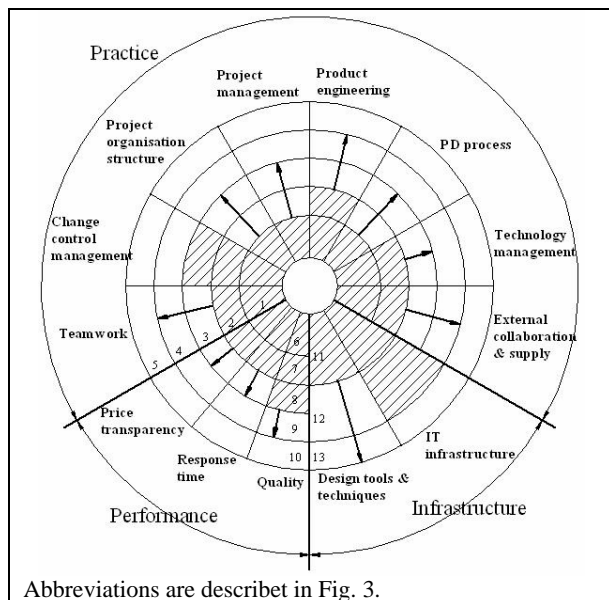 Practice
Project
management
Product
engineering
Project
organisation
structure
PD process
Change
control
management
Technology
management
Teamwork
External
collaboration
& supply
1
2
3
4
5
6
7
8
9
10
11
12
13
Price
transparency
Response
time
Quality
Design tools &
techniques
IT
infrastructure
Performance
Infrastructure
Abbreviations are describet in Fig. 3.